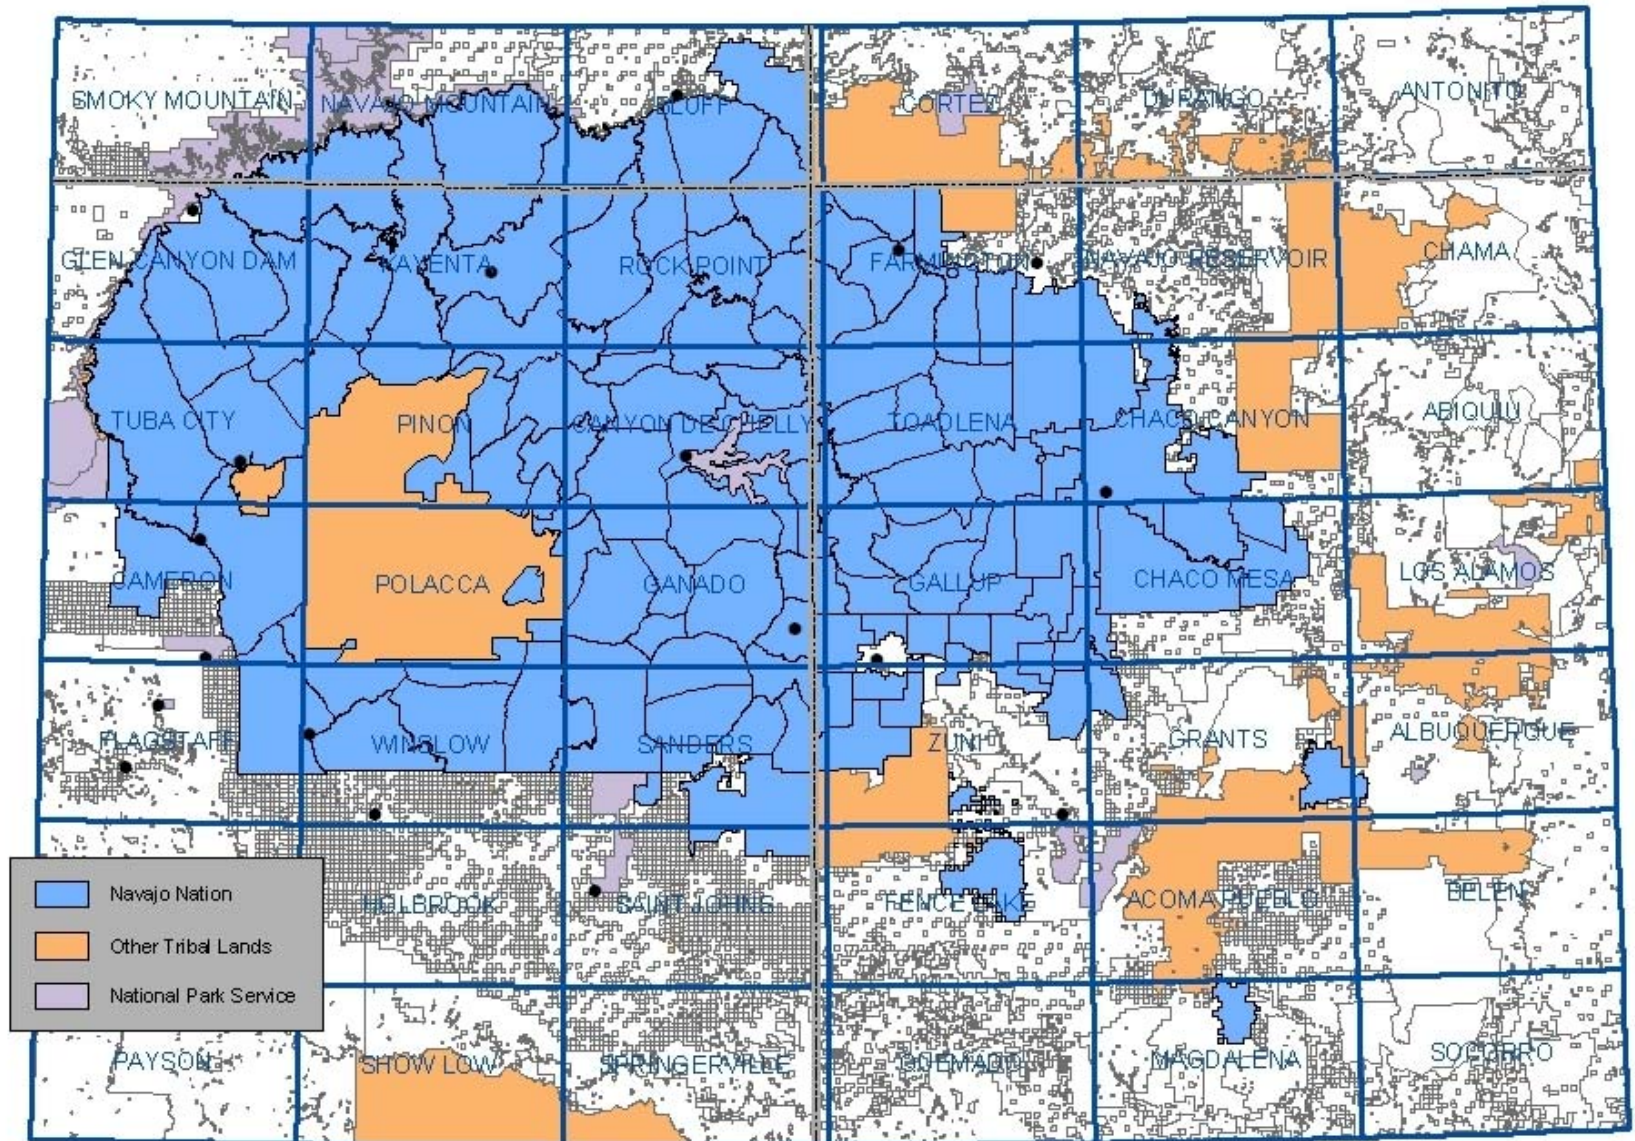 SMOKY MOUNTAIN
NAVAJO MOUNTAIN
BLUFF
CORTEZ
DURANGO
ANTONITO
GLEN CANYON DAM
KAYENTA
ROCK POINT
FARMINGTON
NAVAJO RESERVOIR
CHAMA
TUBA CITY
PINON
CANYON DE CHELLY
TOADLENA
CHACO CANYON
ABIQUIU
CAMERON
POLACCA
GANADO
GALLUP
CHACO MESA
LOS ALAMOS
FLAGSTAFF
WINSLOW
SANDERS
ZUNI
GRANTS
ALBUQUERQUE
Navajo Nation
Other Tribal Lands
National Park Service
HOLBROOK
SAINT JOHNS
FENCE LAKE
ACOMA PUEBLO
BELEN
PAYSON
SHOW LOW
SPRINGERVILLE
QUEMADO
MAGDALENA
SOCORRO